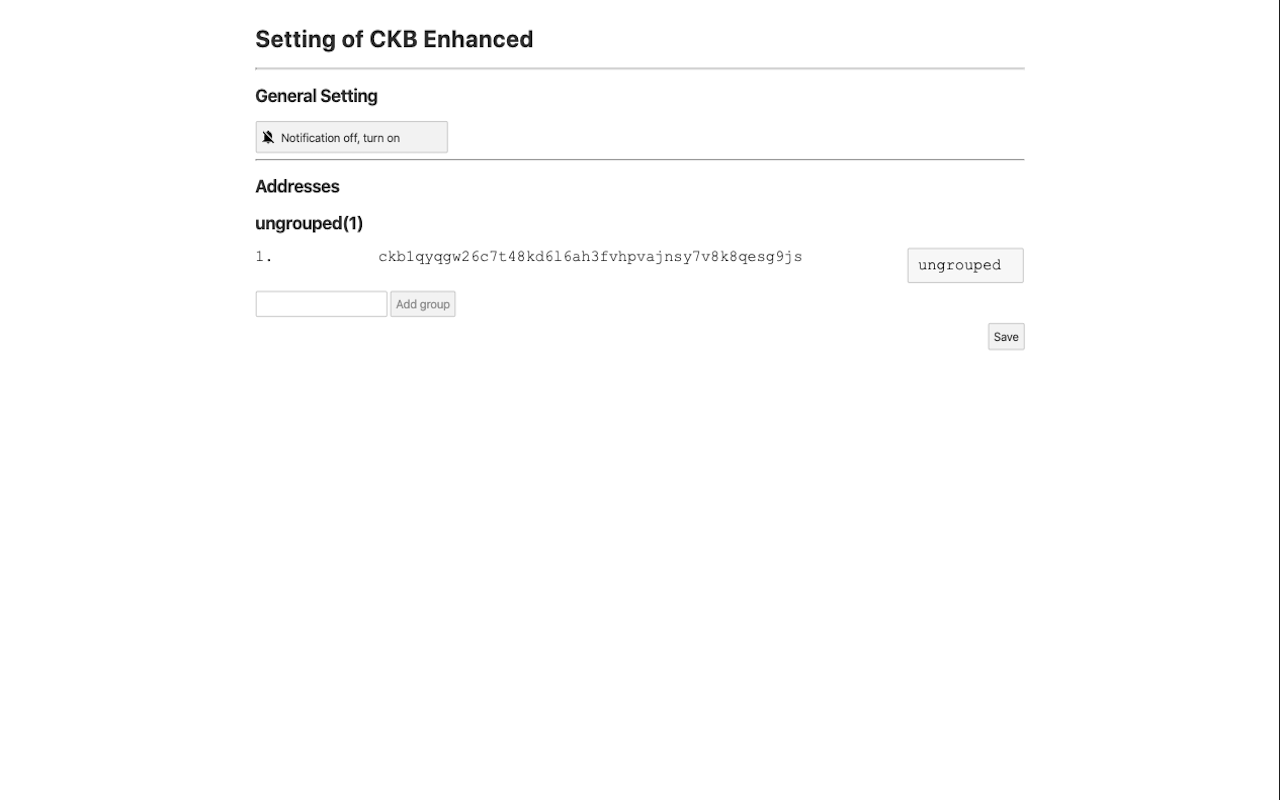 Setting of CKB Enhanced
General Setting
Notification off, turn on
Addresses
ungrouped(1)
1. ckb1qyqgw26c7t48kd6l6ah3fvhpvajnsy7v8k8qesg9js ungrouped
Add group
Save